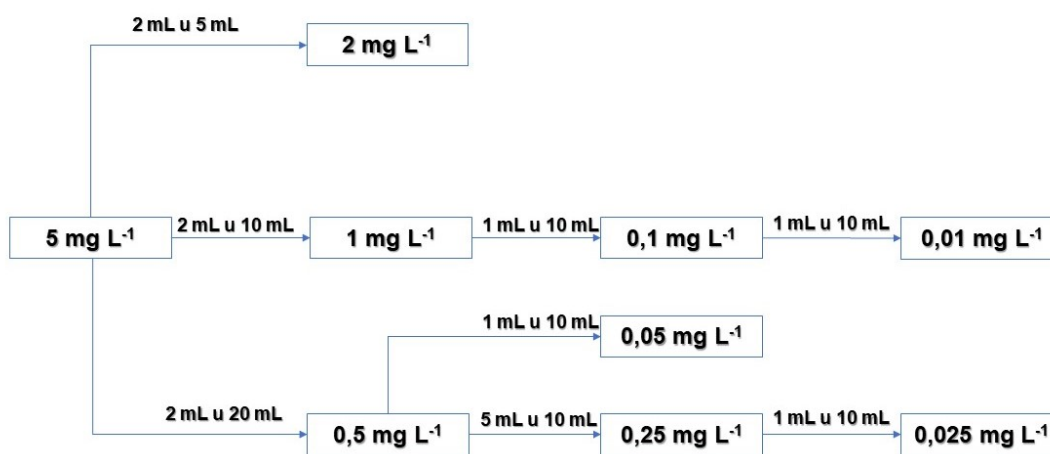 2 mL u 5 mL
2 mg L⁻¹
5 mg L⁻¹
2 mL u 10 mL
1 mg L⁻¹
1 mL u 10 mL
0,1 mg L⁻¹
1 mL u 10 mL
0,01 mg L⁻¹
1 mL u 10 mL
0,05 mg L⁻¹
2 mL u 20 mL
0,5 mg L⁻¹
5 mL u 10 mL
0,25 mg L⁻¹
1 mL u 10 mL
0,025 mg L⁻¹